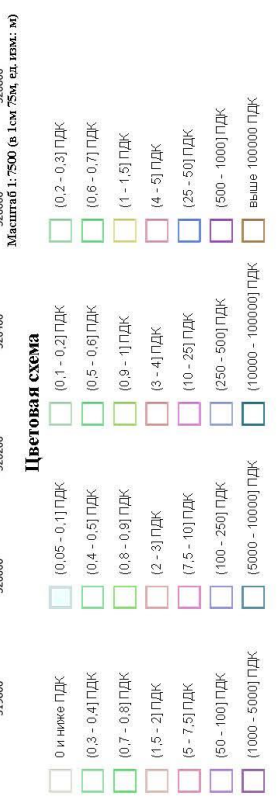 Масштаб 1:7500 (в 1см 75м, ед. изм.: м)
Цветовая схема
0 и ниже ПДК (0,05 - 0,1] ПДК (0,1 - 0,2] ПДК (0,2 - 0,3] ПДК
(0,3 - 0,4] ПДК (0,4 - 0,5] ПДК (0,5 - 0,6] ПДК (0,6 - 0,7] ПДК
(0,7 - 0,8] ПДК (0,8 - 0,9] ПДК (0,9 - 1] ПДК (1 - 1,5] ПДК
(1,5 - 2] ПДК (2 - 3] ПДК (3 - 4] ПДК (4 - 5] ПДК
(5 - 7,5] ПДК (7,5 - 10] ПДК (10 - 25] ПДК (25 - 50] ПДК
(50 - 100] ПДК (100 - 250] ПДК (250 - 500] ПДК (500 - 1000] ПДК
(1000 - 5000] ПДК (5000 - 10000] ПДК (10000 - 100000] ПДК выше 100000 ПДК